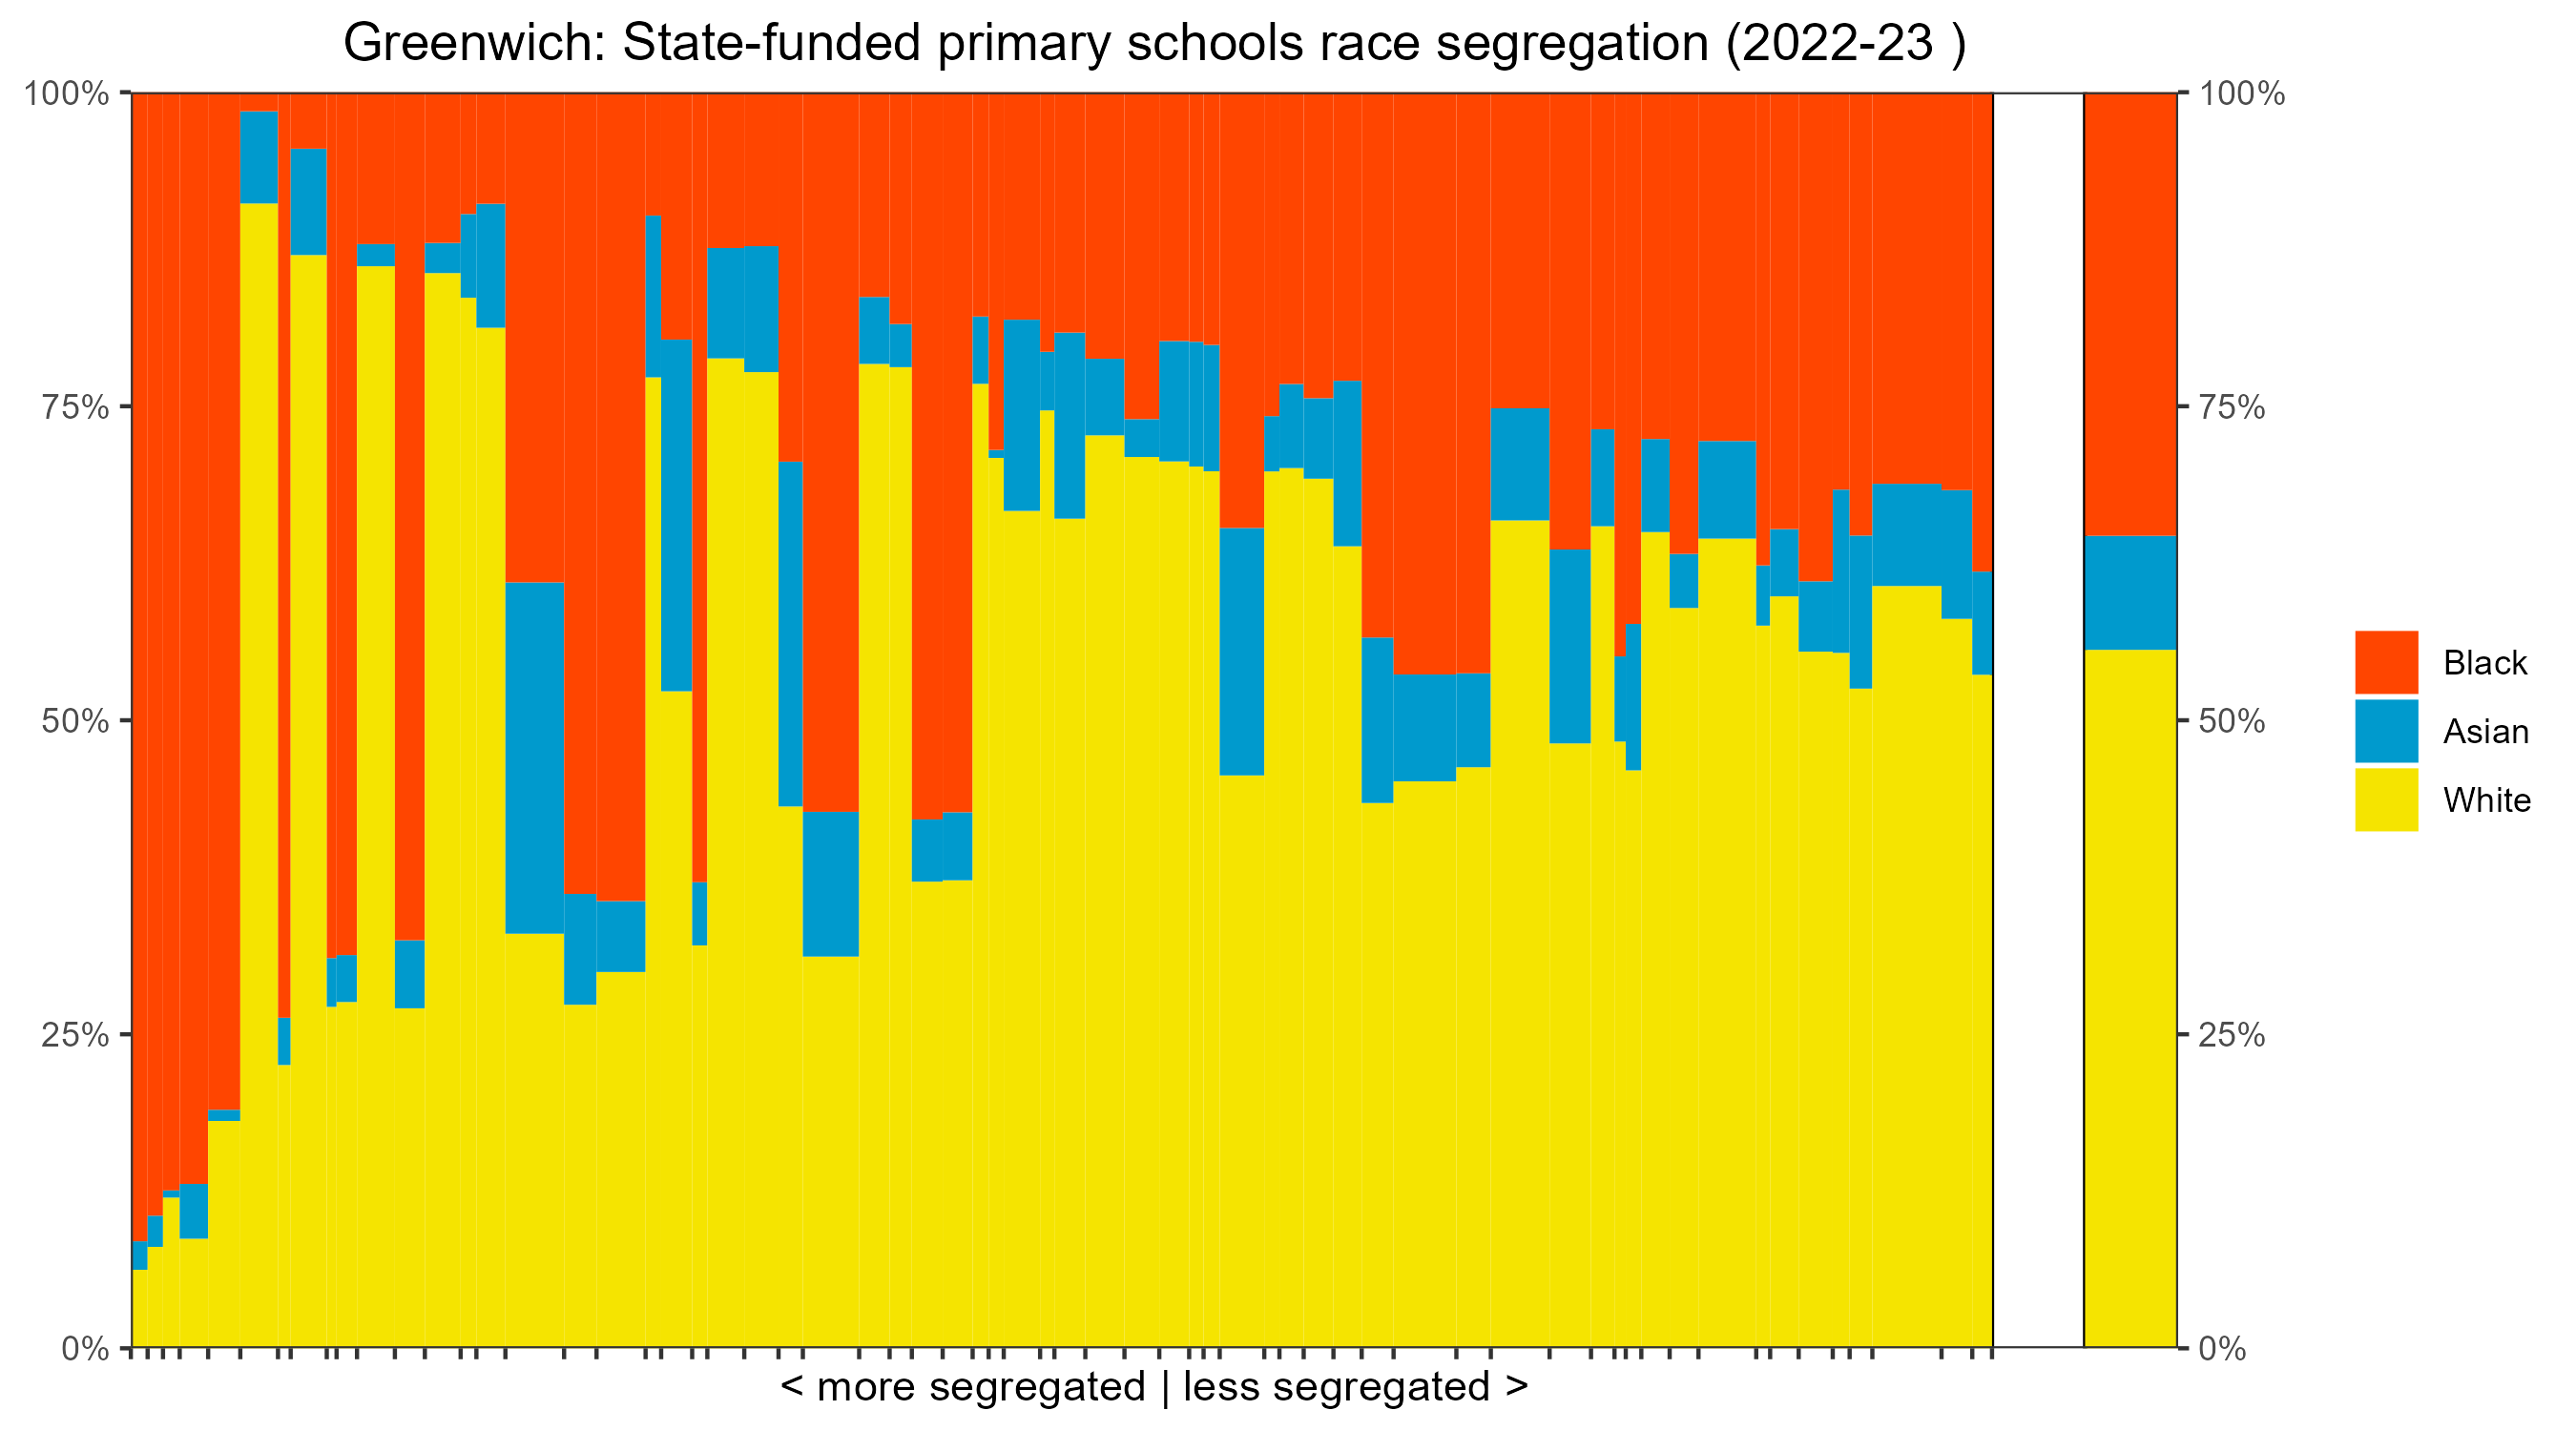 Greenwich: State-funded primary schools race segregation (2022-23 )
100%
75%
50%
25%
0%
100%
75%
50%
25%
0%
Black
Asian
White
< more segregated | less segregated >